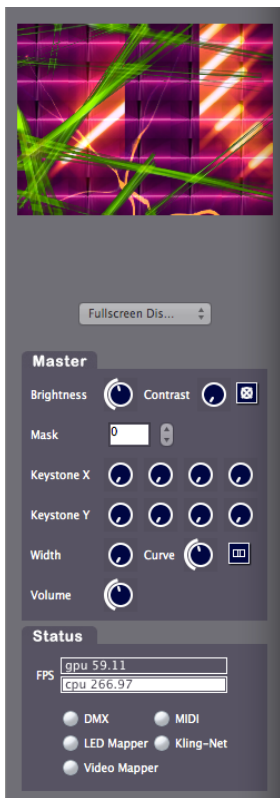 Fullscreen Dis...
Master
Brightness Contrast
Mask 0
Keystone X
Keystone Y
Width Curve
Volume
Status
FPS gpu 59.11
cpu 266.97
DMX MIDI
LED Mapper Kling-Net
Video Mapper